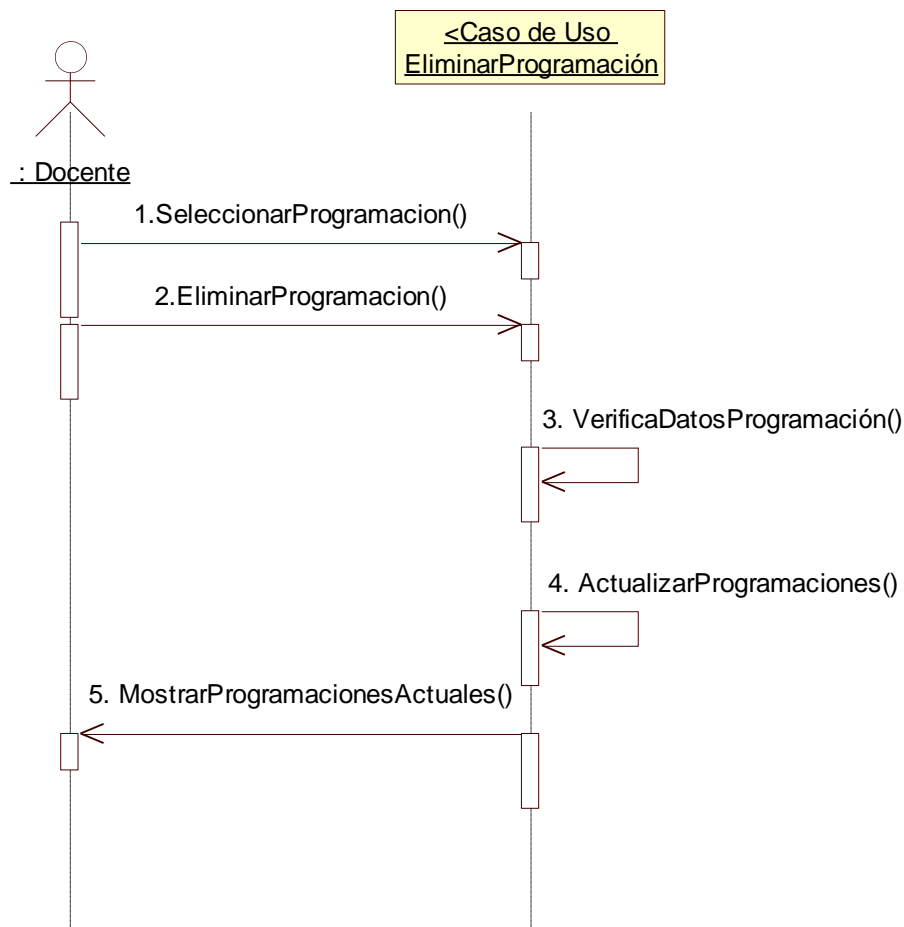 <Caso de Uso
EliminarProgramación
: Docente
1.SeleccionarProgramacion()
2.EliminarProgramacion()
3. VerificaDatosProgramación()
4. ActualizarProgramaciones()
5. MostrarProgramacionesActuales()